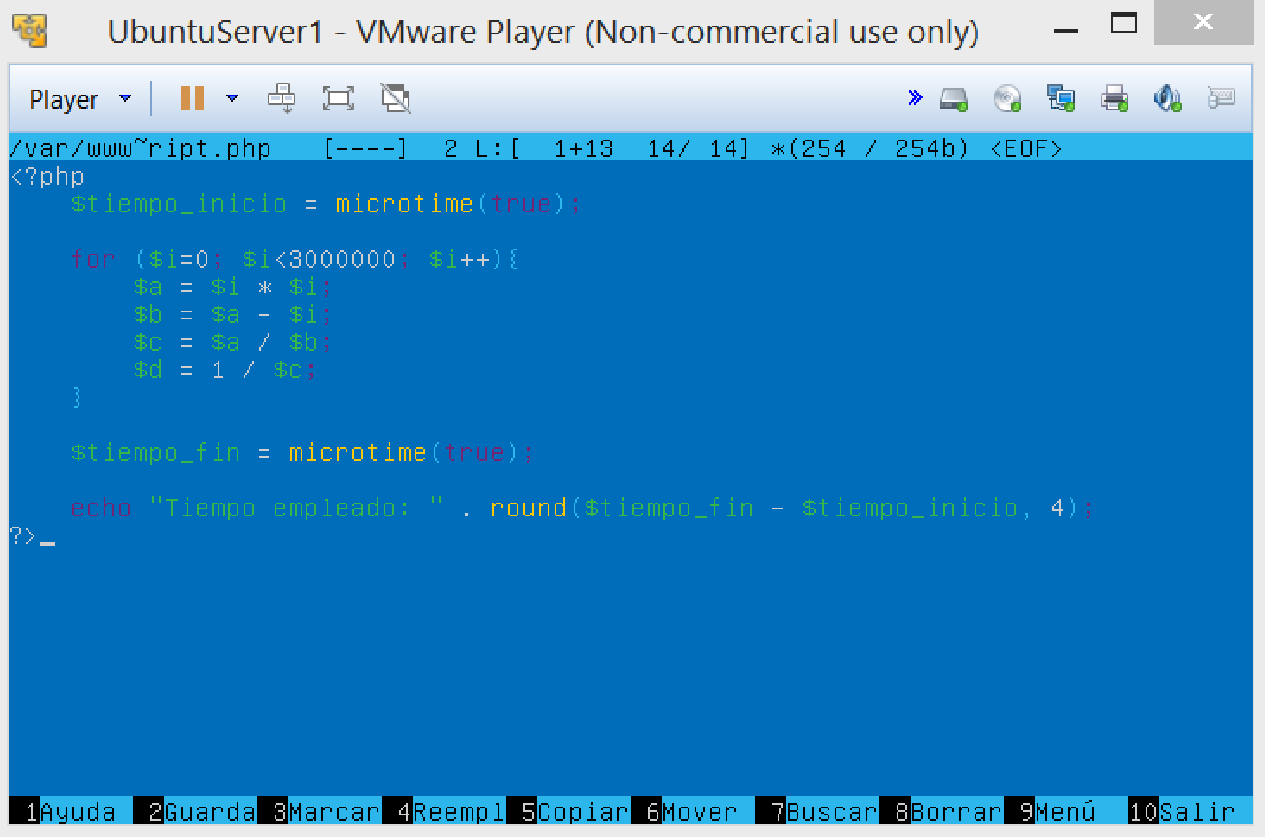 UbuntuServer1 - VMware Player (Non-commercial use only)
Player
/var/www~ript.php [----] 2 L:[ 1+13 14/ 14] *(254 / 254b) <EOF>
<?php
$tiempo_inicio = microtime(true);
for ($i=0; $i<3000000; $i++){
$a = $i * $i;
$b = $a - $i;
$c = $a / $b;
$d = 1 / $c;
}
$tiempo_fin = microtime(true);
echo "Tiempo empleado: " . round($tiempo_fin - $tiempo_inicio, 4);
?>_
1Ayuda 2Guarda 3Marcar 4Reempl 5Copiar 6Mover 7Buscar 8Borrar 9Menú 10Salir